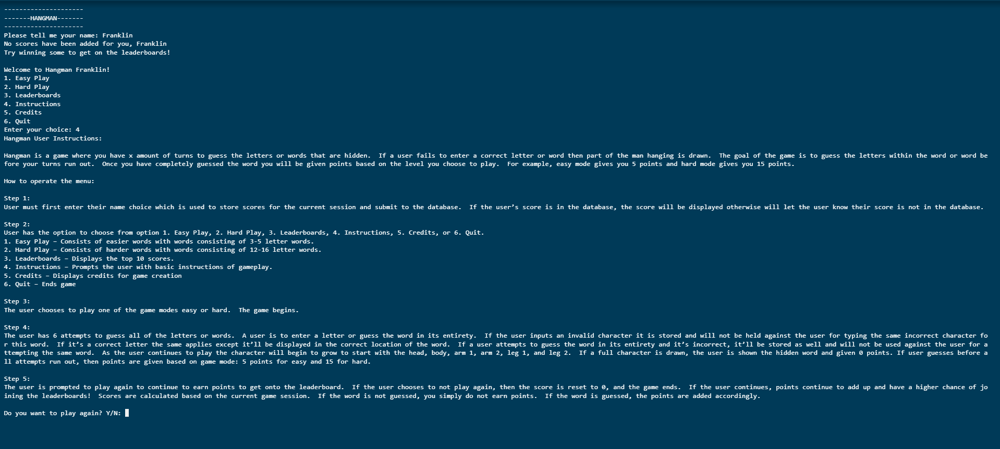 ---------------------
-------HANGMAN-------
---------------------
Please tell me your name: Franklin
No scores have been added for you, Franklin
Try winning some to get on the leaderboards!
Welcome to Hangman Franklin!
1. Easy Play
2. Hard Play
3. Leaderboards
4. Instructions
5. Credits
6. Quit
Enter your choice: 4
Hangman User Instructions:
Hangman is a game where you have x amount of turns to guess the letters or words that are hidden.  If a user fails to enter a correct letter or word then part of the man hanging is drawn.  The goal of the game is to guess the letters within the word or word be
fore your turns run out.  Once you have completely guessed the word you will be given points based on the level you choose to play.  For example, easy mode gives you 5 points and hard mode gives you 15 points.
How to operate the menu:
Step 1:
User must first enter their name choice which is used to store scores for the current session and submit to the database.  If the user’s score is in the database, the score will be displayed otherwise will let the user know their score is not in the database.
Step 2:
User has the option to choose from option 1. Easy Play, 2. Hard Play, 3. Leaderboards, 4. Instructions, 5. Credits, or 6. Quit.
1. Easy Play – Consists of easier words with words consisting of 3-5 letter words.
2. Hard Play – Consists of harder words with words consisting of 12-16 letter words.
3. Leaderboards – Displays the top 10 scores.
4. Instructions – Prompts the user with basic instructions of gameplay.
5. Credits – Displays credits for game creation
6. Quit – Ends game
Step 3:
The user chooses to play one of the game modes easy or hard.  The game begins.
Step 4:
The user has 6 attempts to guess all of the letters or words.  A user is to enter a letter or guess the word in its entirety.  If the user inputs an invalid character it is stored and will not be held against the user for typing the same incorrect character fo
r this word.  If it’s a correct letter the same applies except it’ll be displayed in the correct location of the word.  If a user attempts to guess the word in its entirety and it’s incorrect, it’ll be stored as well and will not be used against the user for a
ttempting the same word.  As the user continues to play the character will begin to grow to start with the head, body, arm 1, arm 2, leg 1, and leg 2.  If a full character is drawn, the user is shown the hidden word and given 0 points. If user guesses before a
ll attempts run out, then points are given based on game mode: 5 points for easy and 15 for hard.
Step 5:
The user is prompted to play again to continue to earn points to get onto the leaderboard.  If the user chooses to not play again, then the score is reset to 0, and the game ends.  If the user continues, points continue to add up and have a higher chance of jo
ining the leaderboards!  Scores are calculated based on the current game session.  If the word is not guessed, you simply do not earn points.  If the word is guessed, the points are added accordingly.
Do you want to play again? Y/N: